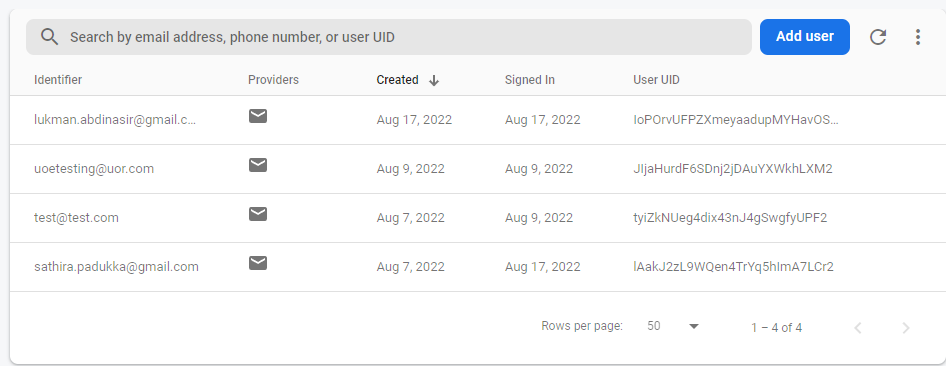 Search by email address, phone number, or user UID Add user
Identifier Providers Created Signed In User UID
lukman.abdinasir@gmail.c... Aug 17, 2022 Aug 17, 2022 IoPOrvUFPZXmeyaadupMYHavOS...
uoetesting@uor.com Aug 9, 2022 Aug 9, 2022 JIjaHurdF6SDnj2jDAuYXWkhLXM2
test@test.com Aug 7, 2022 Aug 9, 2022 tyiZkNUeg4dix43nJ4gSwgfyUPF2
sathira.padukka@gmail.com Aug 7, 2022 Aug 17, 2022 lAakJ2zL9WQen4TrYq5hImA7LCr2
Rows per page: 50 1 – 4 of 4